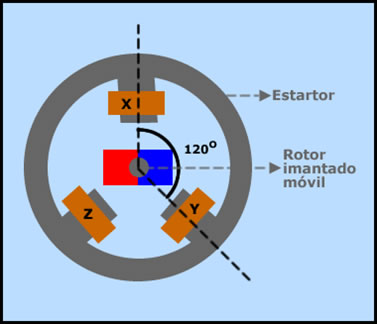 X
Estartor
120°
Rotor
imantado
móvil
Z
Y